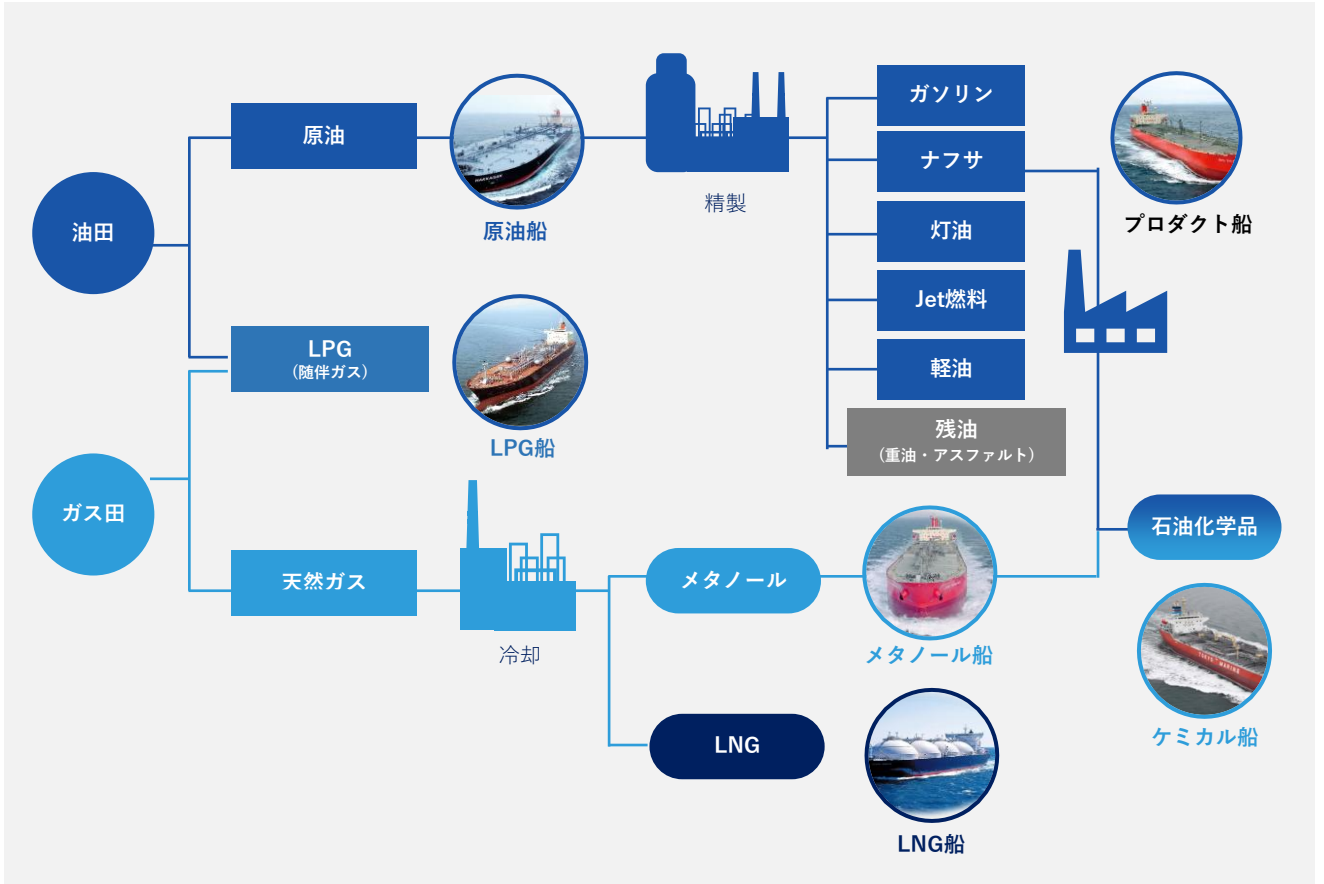 油田
原油
原油船
精製
ガソリン
ナフサ
灯油
Jet燃料
軽油
残油
(重油・アスファルト)
プロダクト船
LPG
(随伴ガス)
LPG船
ガス田
天然ガス
冷却
メタノール
メタノール船
石油化学品
TOKYO MARINE
ケミカル船
LNG
LNG船